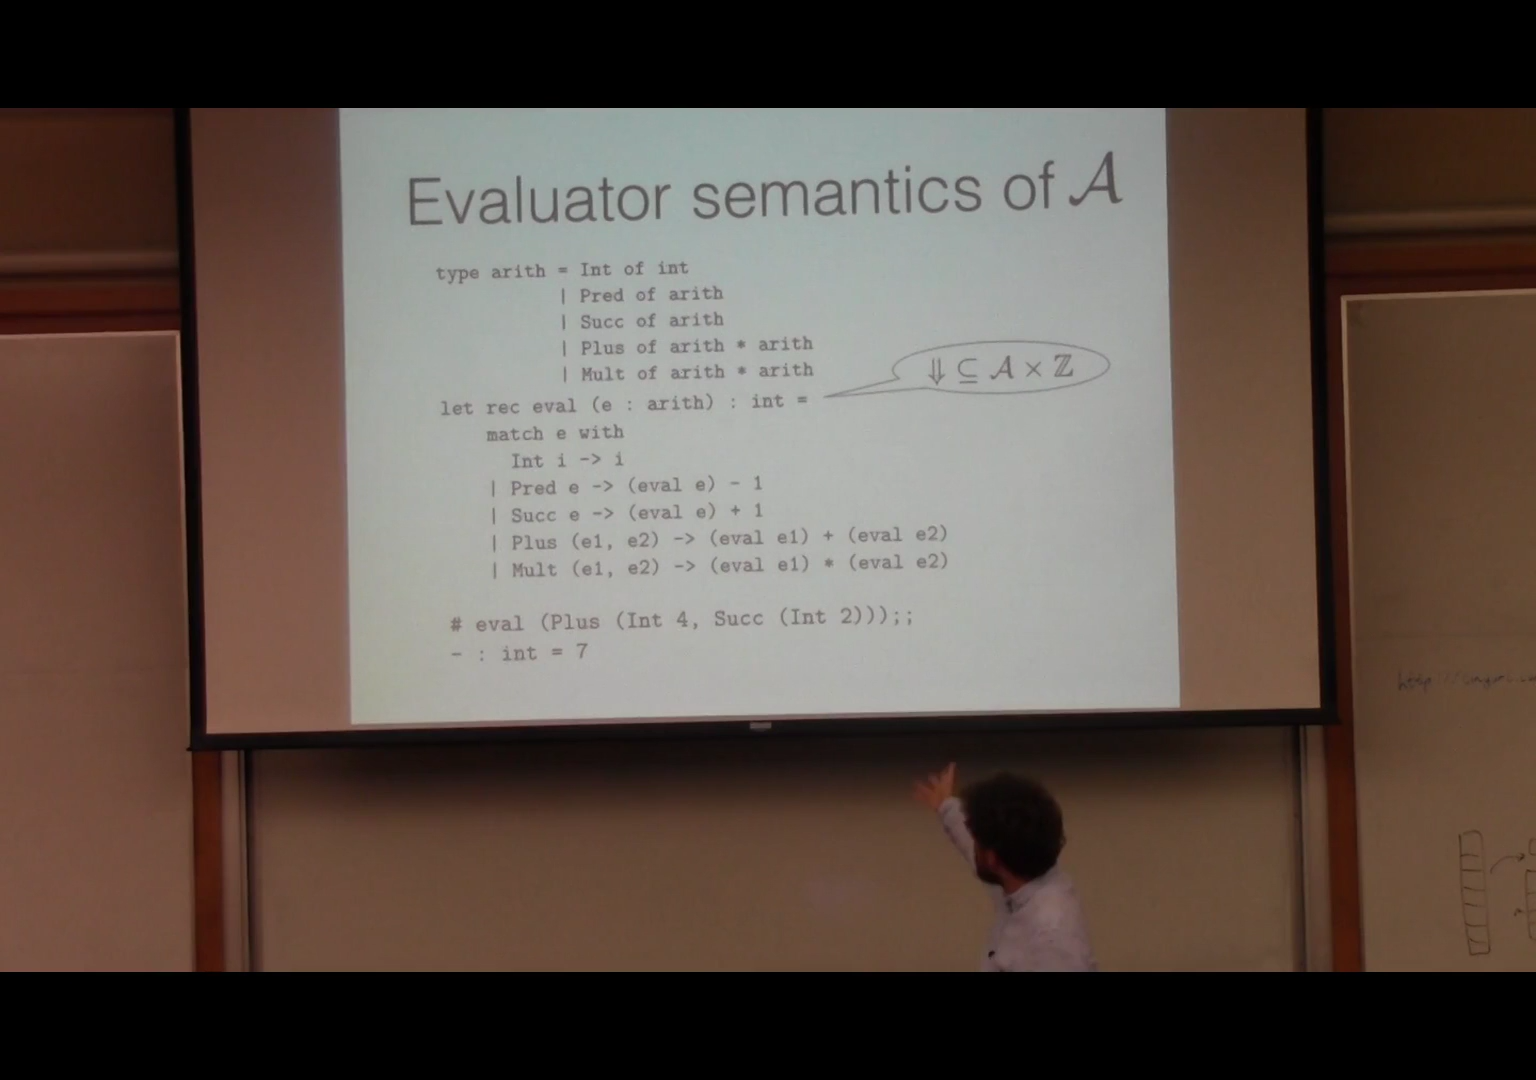 Evaluator semantics of 𝒜
type arith = Int of int
| Pred of arith
| Succ of arith
| Plus of arith * arith
| Mult of arith * arith
⇓ ⊆ 𝒜 × ℤ
let rec eval (e : arith) : int =
match e with
Int i -> i
| Pred e -> (eval e) - 1
| Succ e -> (eval e) + 1
| Plus (e1, e2) -> (eval e1) + (eval e2)
| Mult (e1, e2) -> (eval e1) * (eval e2)
# eval (Plus (Int 4, Succ (Int 2)));;
- : int = 7